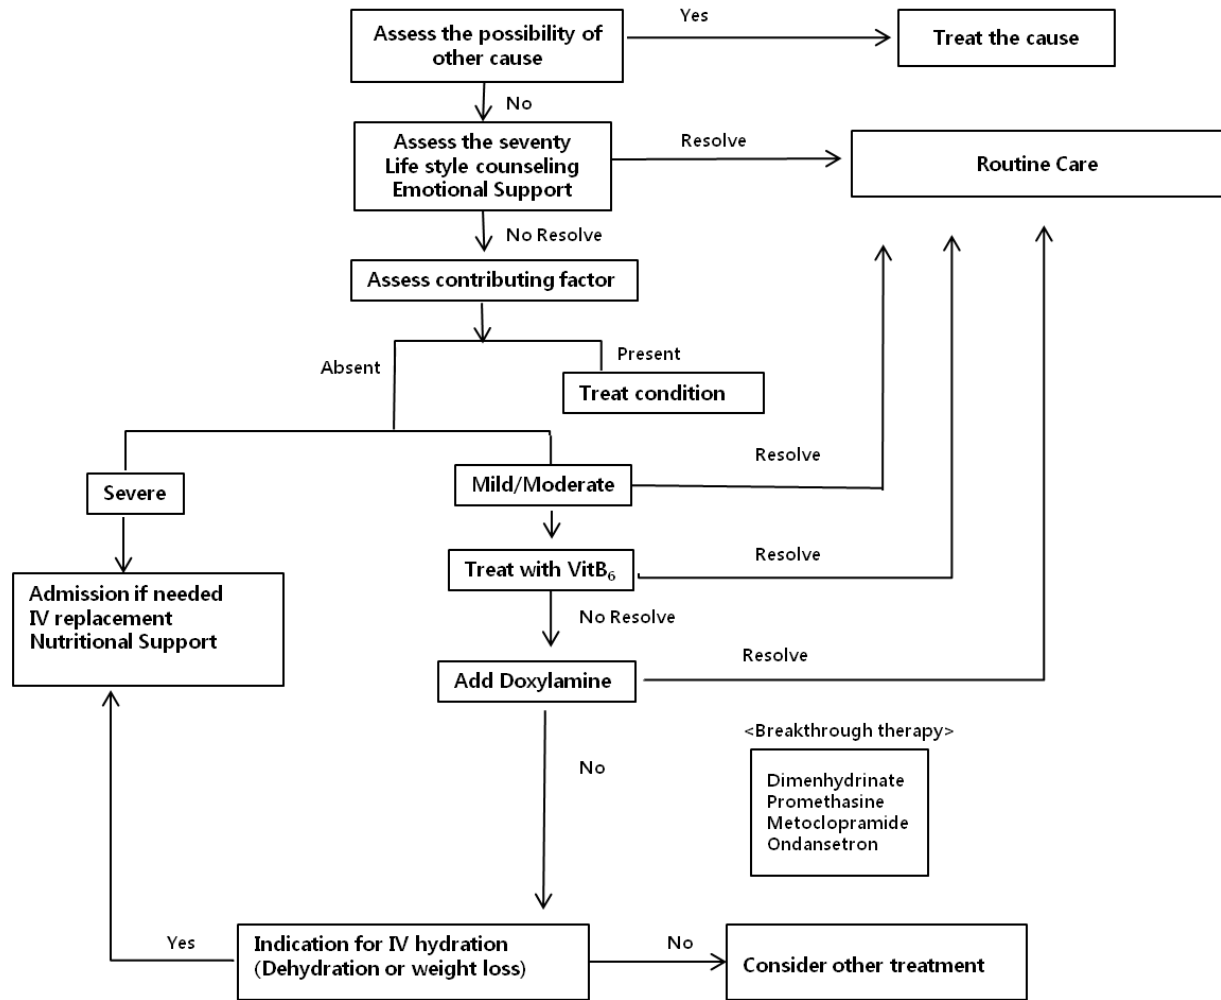 Assess the possibility of
other cause
Yes
Treat the cause
No
Assess the seventy
Life style counseling
Emotional Support
Resolve
Routine Care
No Resolve
Assess contributing factor
Absent
Present
Treat condition
Severe
Mild/Moderate
Resolve
Admission if needed
IV replacement
Nutritional Support
Treat with VitB₆
Resolve
No Resolve
Add Doxylamine
Resolve
<Breakthrough therapy>
No
Dimenhydrinate
Promethasine
Metoclopramide
Ondansetron
Yes
Indication for IV hydration
(Dehydration or weight loss)
No
Consider other treatment